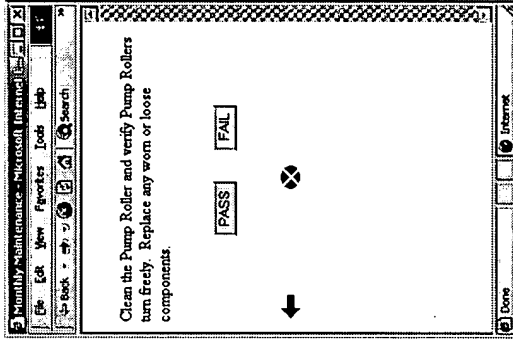 Monthly Maintenance - Microsoft Internet
File Edit View Favorites Tools Help
Back Search
Clean the Pump Roller and verify Pump Rollers
turn freely. Replace any worn or loose
components.
PASS FAIL
Done Internet